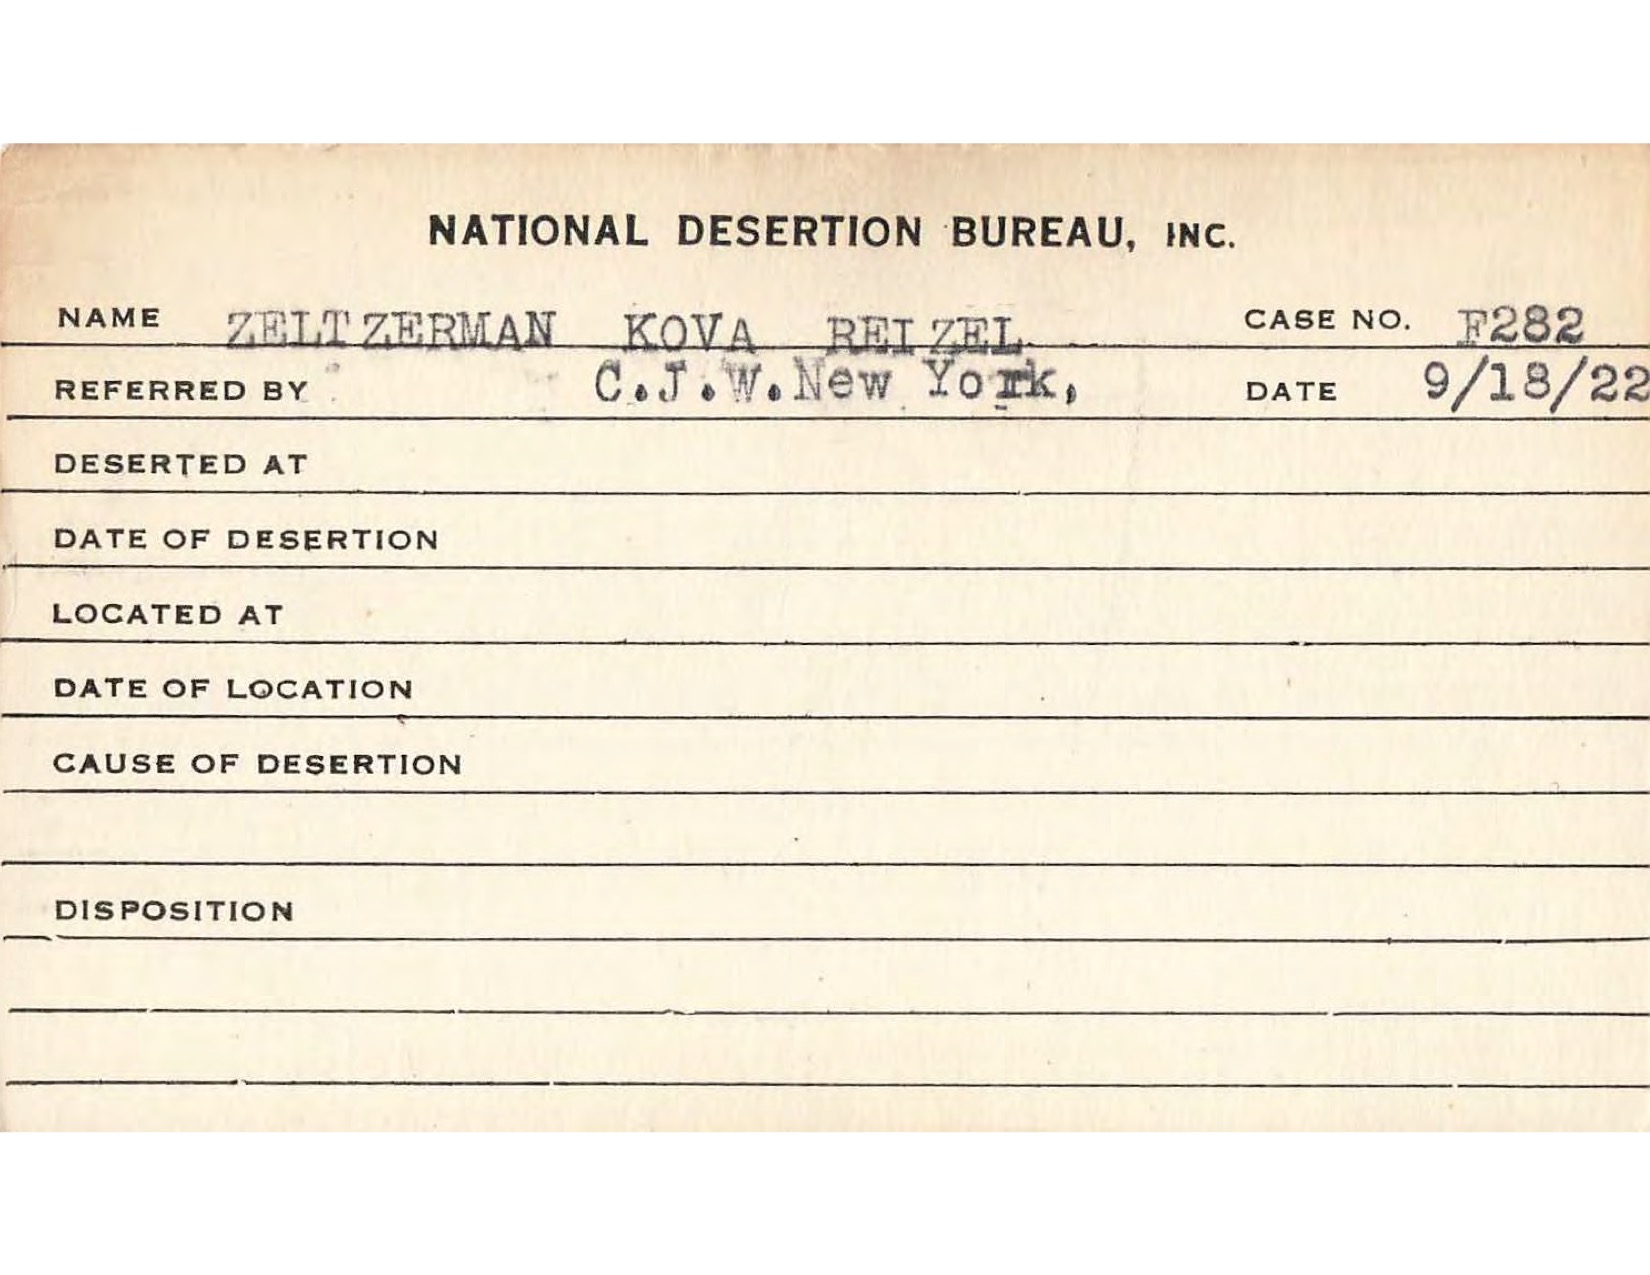 NATIONAL DESERTION BUREAU, INC.
NAME ZELTZERMAN KOVA REIZEL CASE NO. F282
REFERRED BY C.J.W. New York, DATE 9/18/22
DESERTED AT
DATE OF DESERTION
LOCATED AT
DATE OF LOCATION
CAUSE OF DESERTION
DISPOSITION